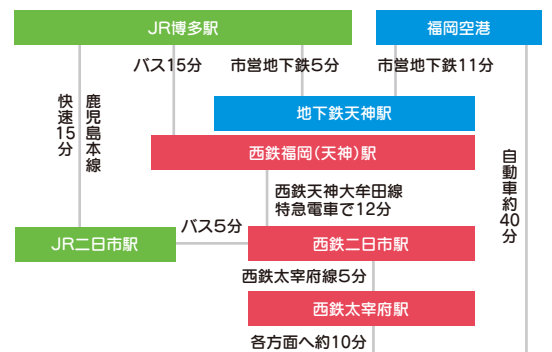 JR博多駅
福岡空港
バス15分
市営地下鉄5分
市営地下鉄11分
地下鉄天神駅
鹿児島本線
快速15分
西鉄福岡(天神)駅
自動車約40分
西鉄天神大牟田線
特急電車で12分
バス5分
JR二日市駅
西鉄二日市駅
西鉄太宰府線5分
西鉄太宰府駅
各方面へ約10分